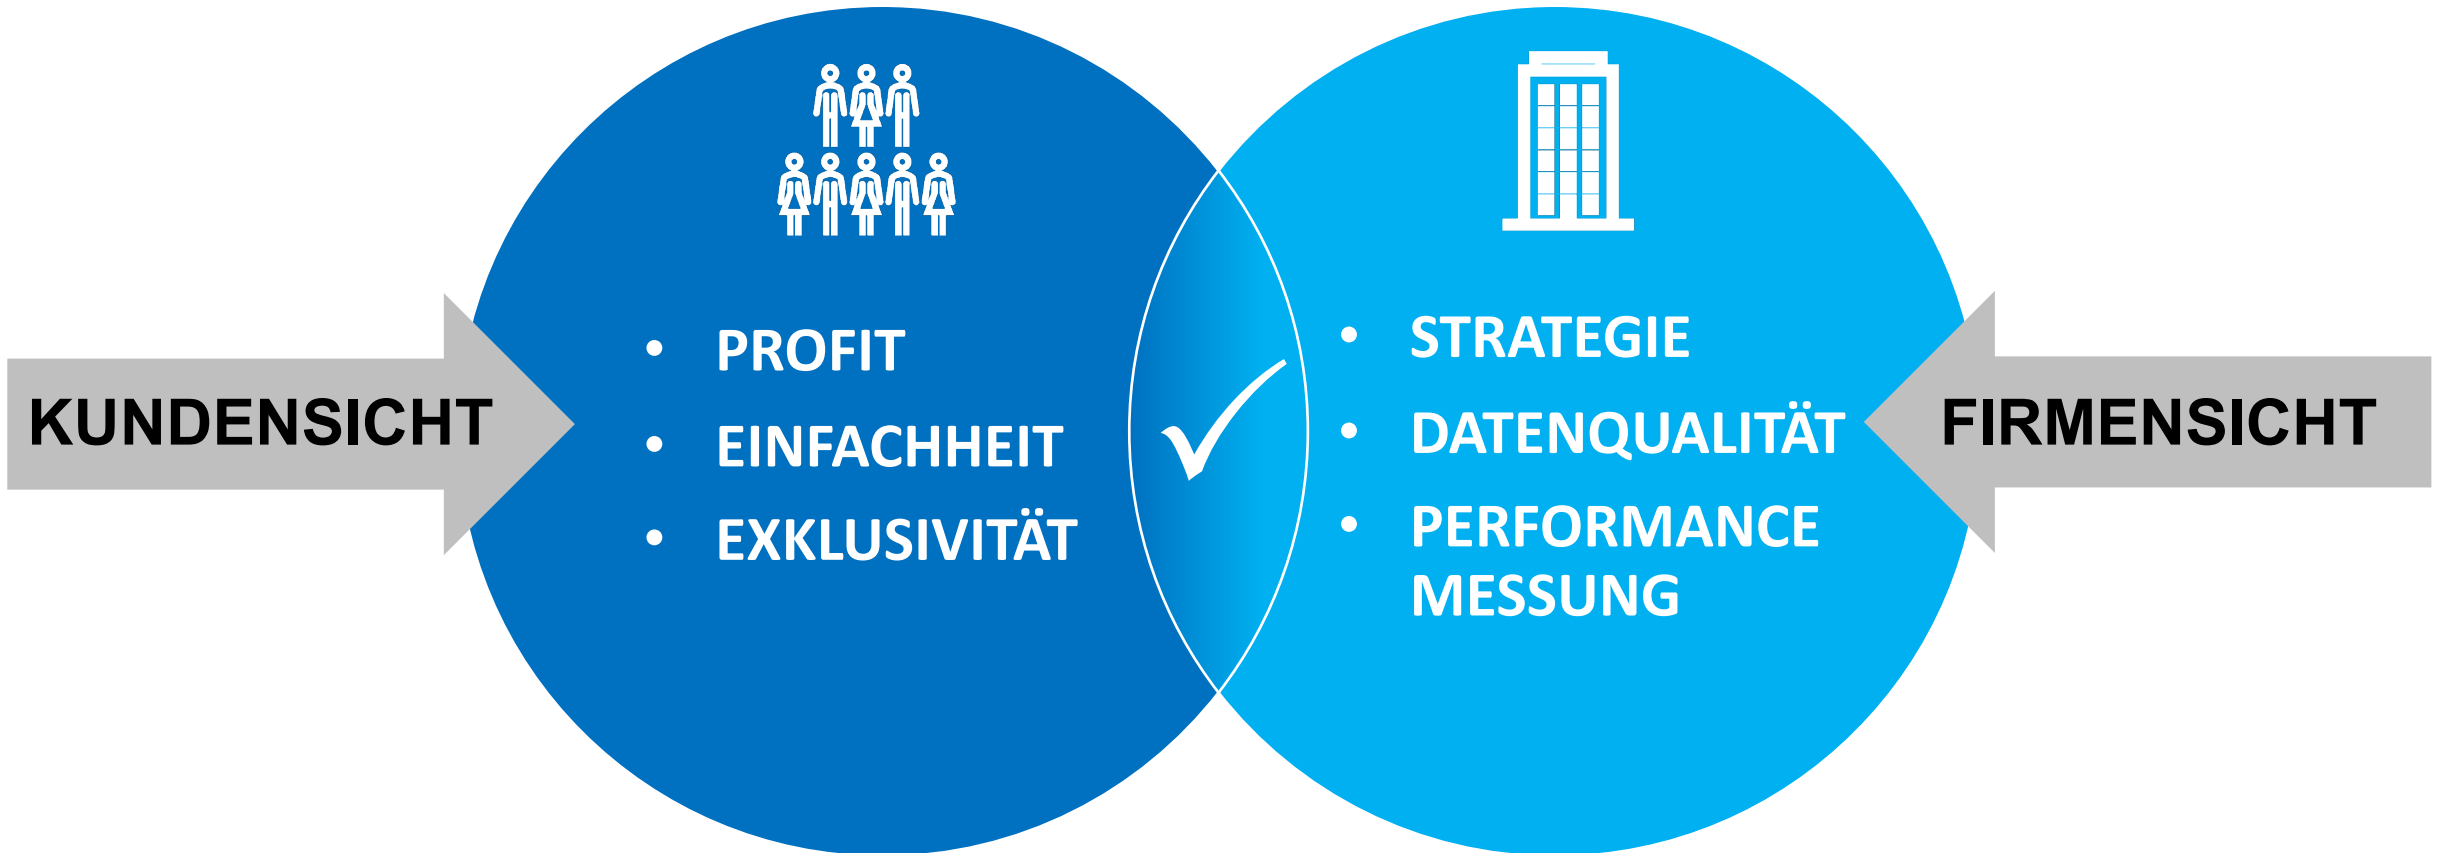 KUNDENSICHT
• PROFIT
• EINFACHHEIT
• EXKLUSIVITÄT
• STRATEGIE
• DATENQUALITÄT
• PERFORMANCE
MESSUNG
FIRMENSICHT